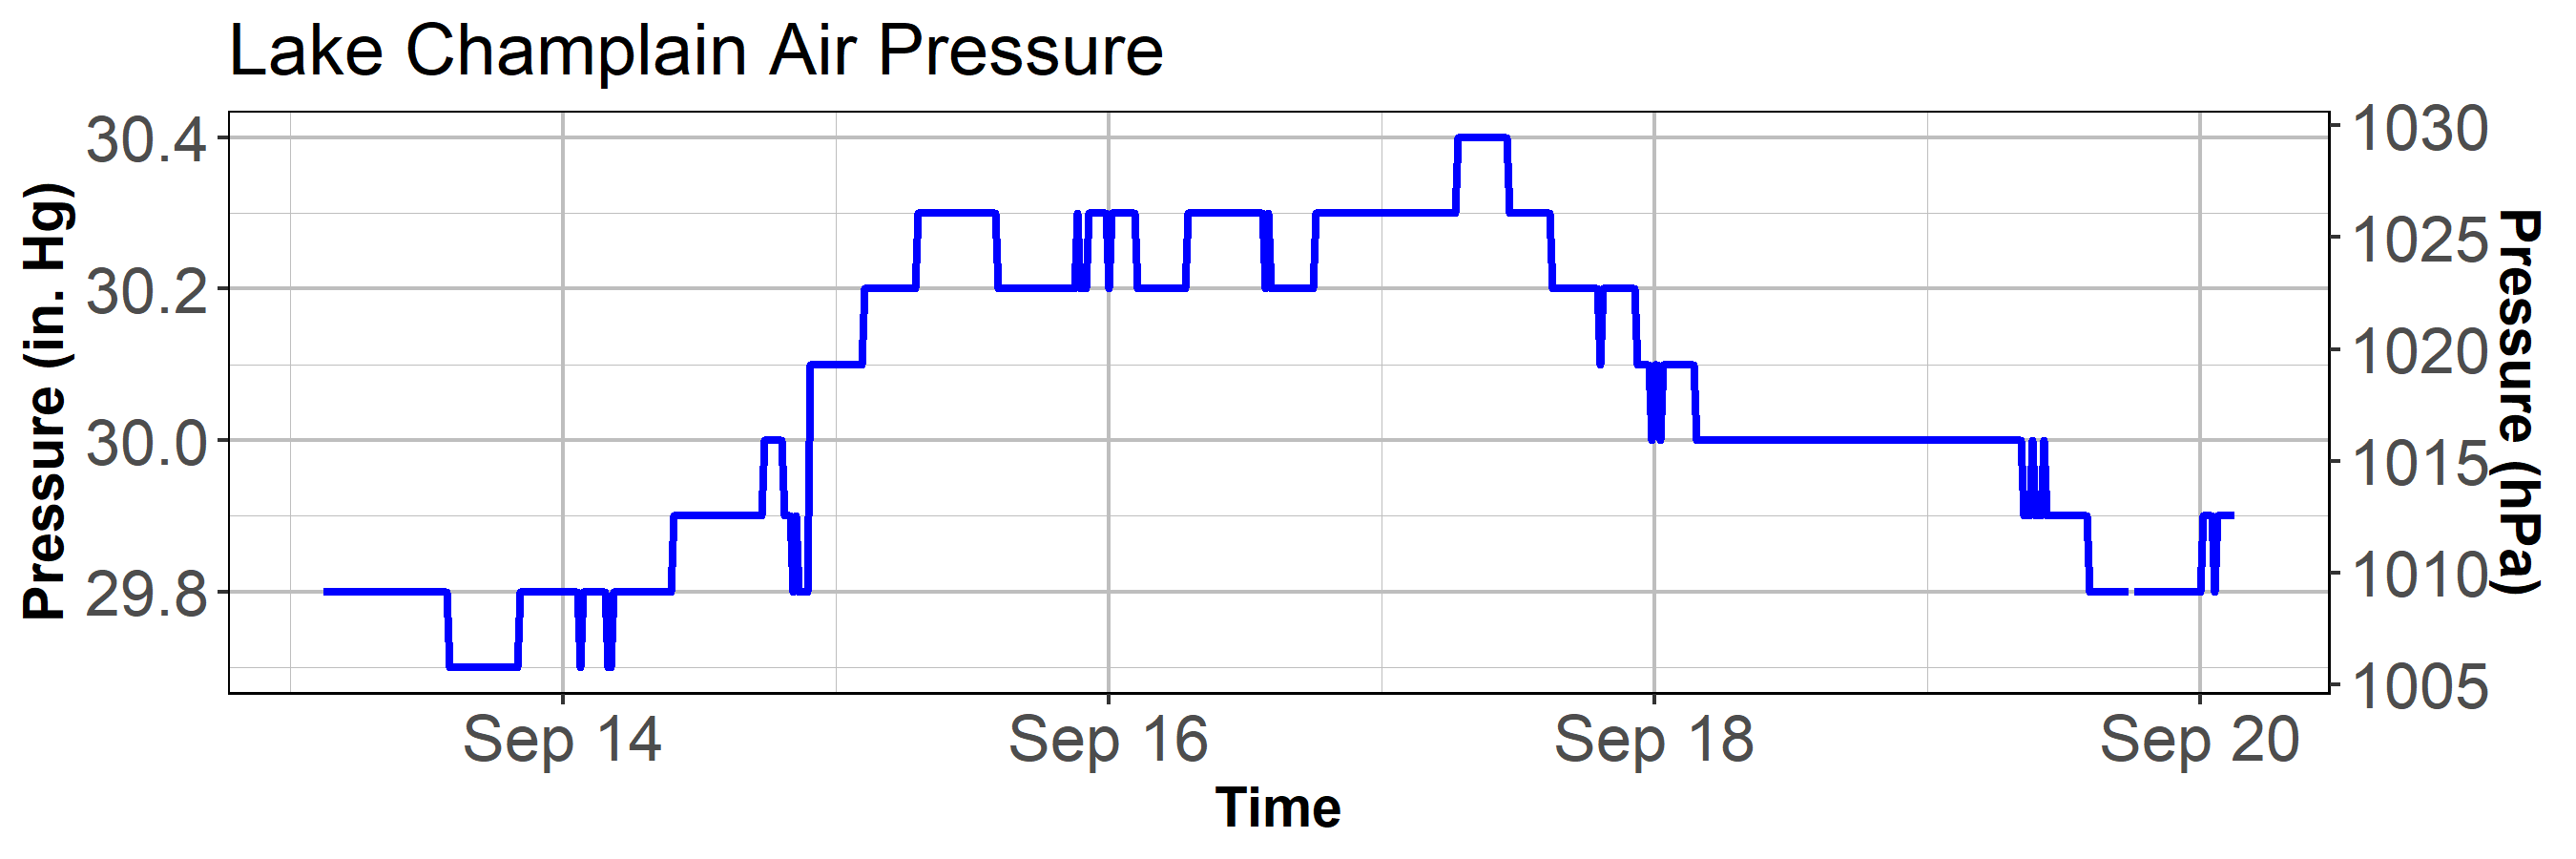 Lake Champlain Air Pressure
Pressure (in. Hg)
30.4
30.2
30.0
29.8
1030
1025
1020
1015
1010
1005
Pressure (hPa)
Sep 14
Sep 16
Sep 18
Sep 20
Time